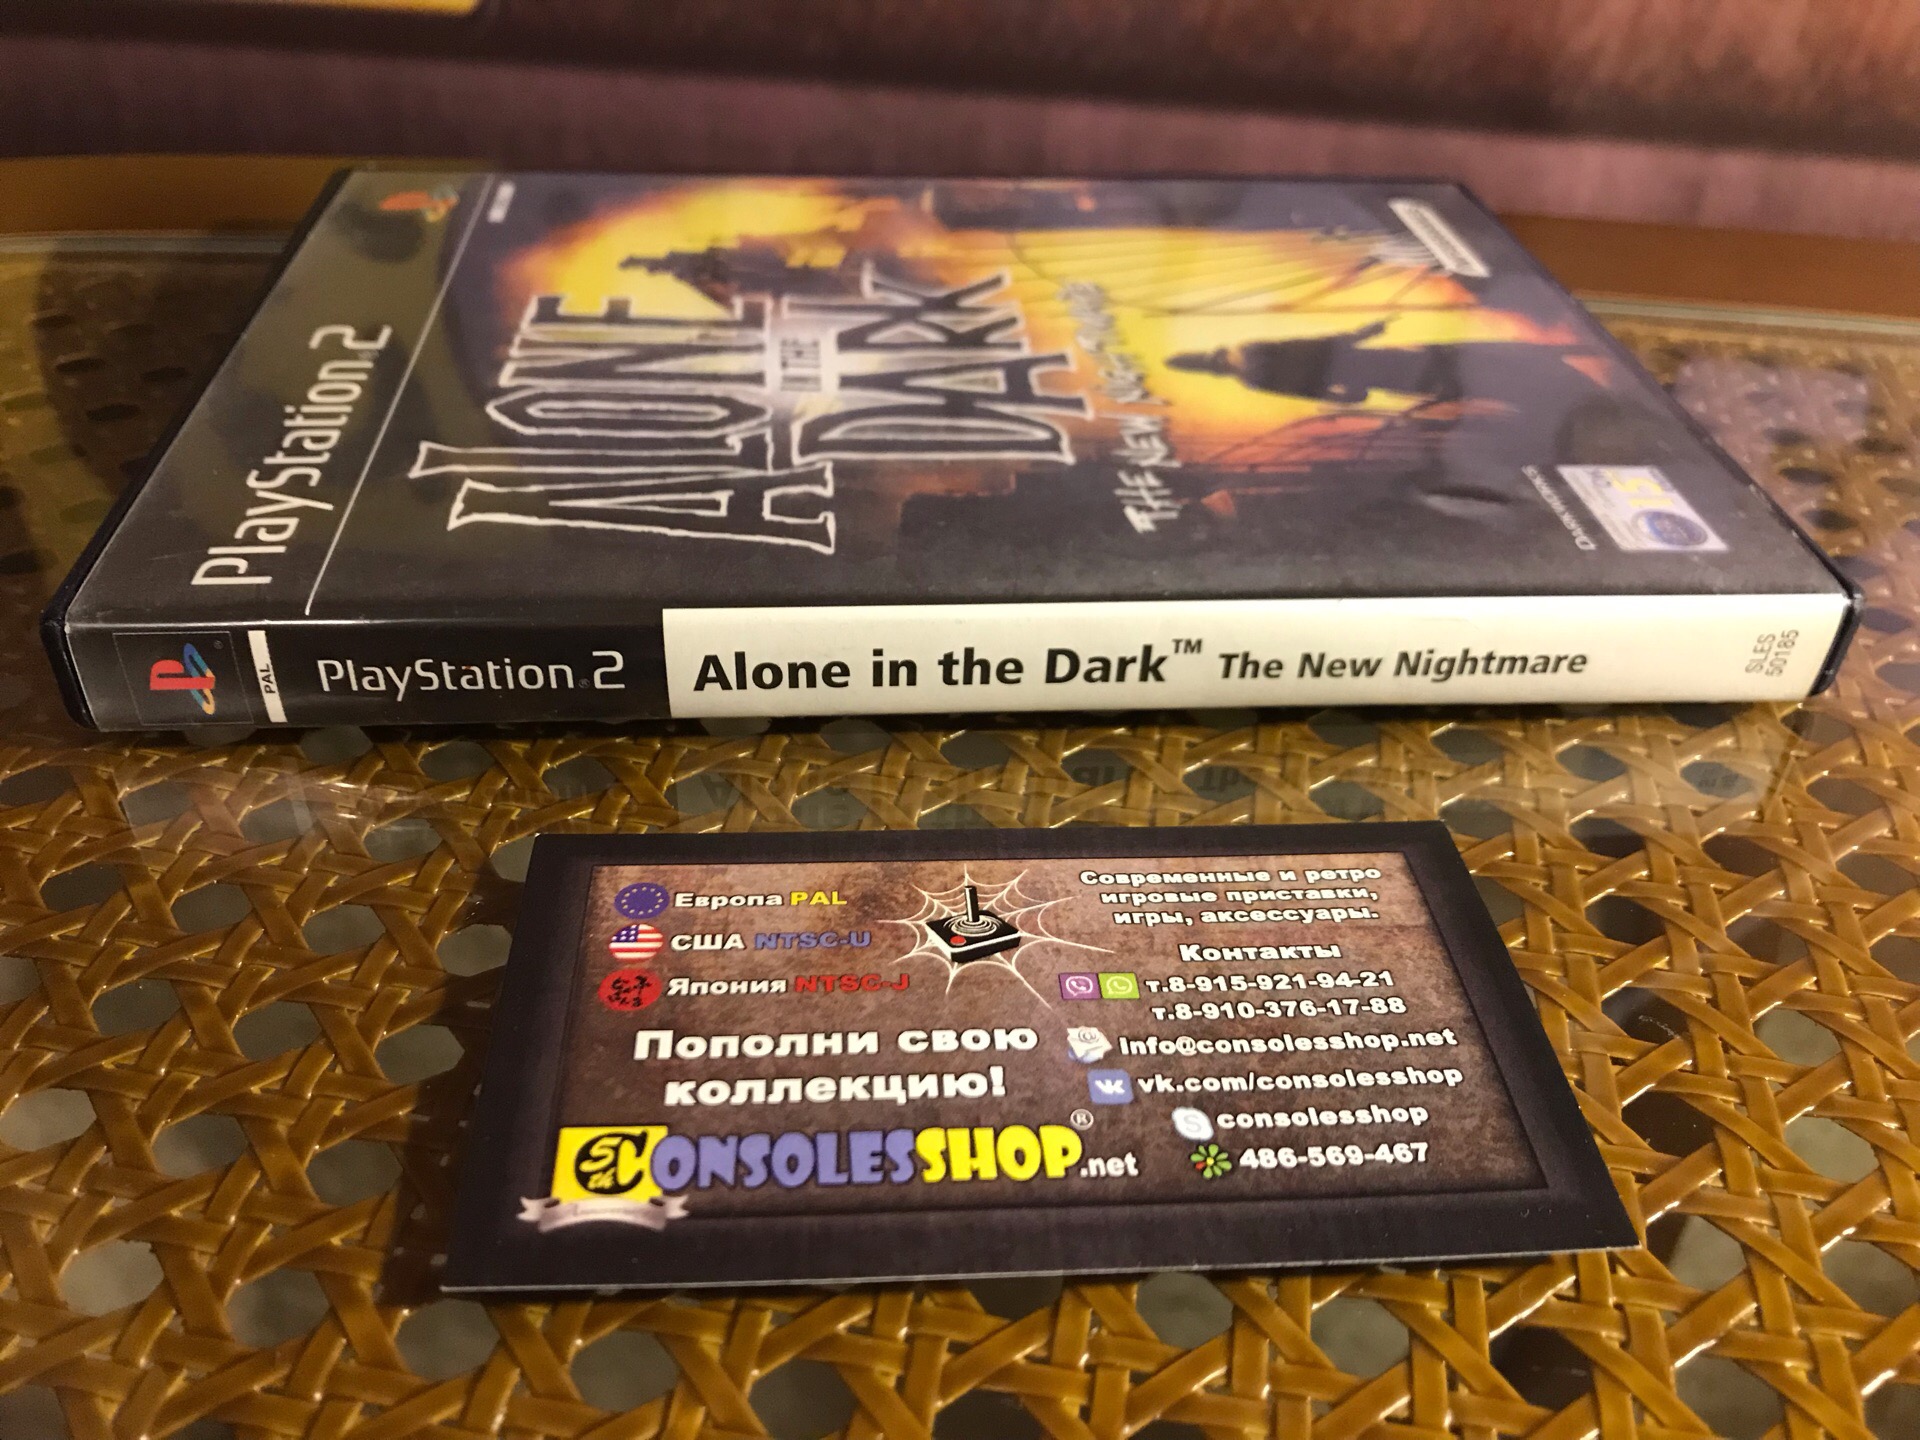 PlayStation.2
ALONE
IN THE
DARK
THE NEW NIGHTMARE
DARKWORKS
15
PAL
PlayStation.2
Alone in the Dark™ The New Nightmare
SLES
50185
Европа PAL
США NTSC-U
Япония NTSC-J
Пополни свою
коллекцию!
5th
CONSOLESSHOP®.net
Современные и ретро
игровые приставки,
игры, аксессуары.
Контакты
т.8-915-921-94-21
т.8-910-376-17-88
info@consolesshop.net
vk.com/consolesshop
consolesshop
486-569-467